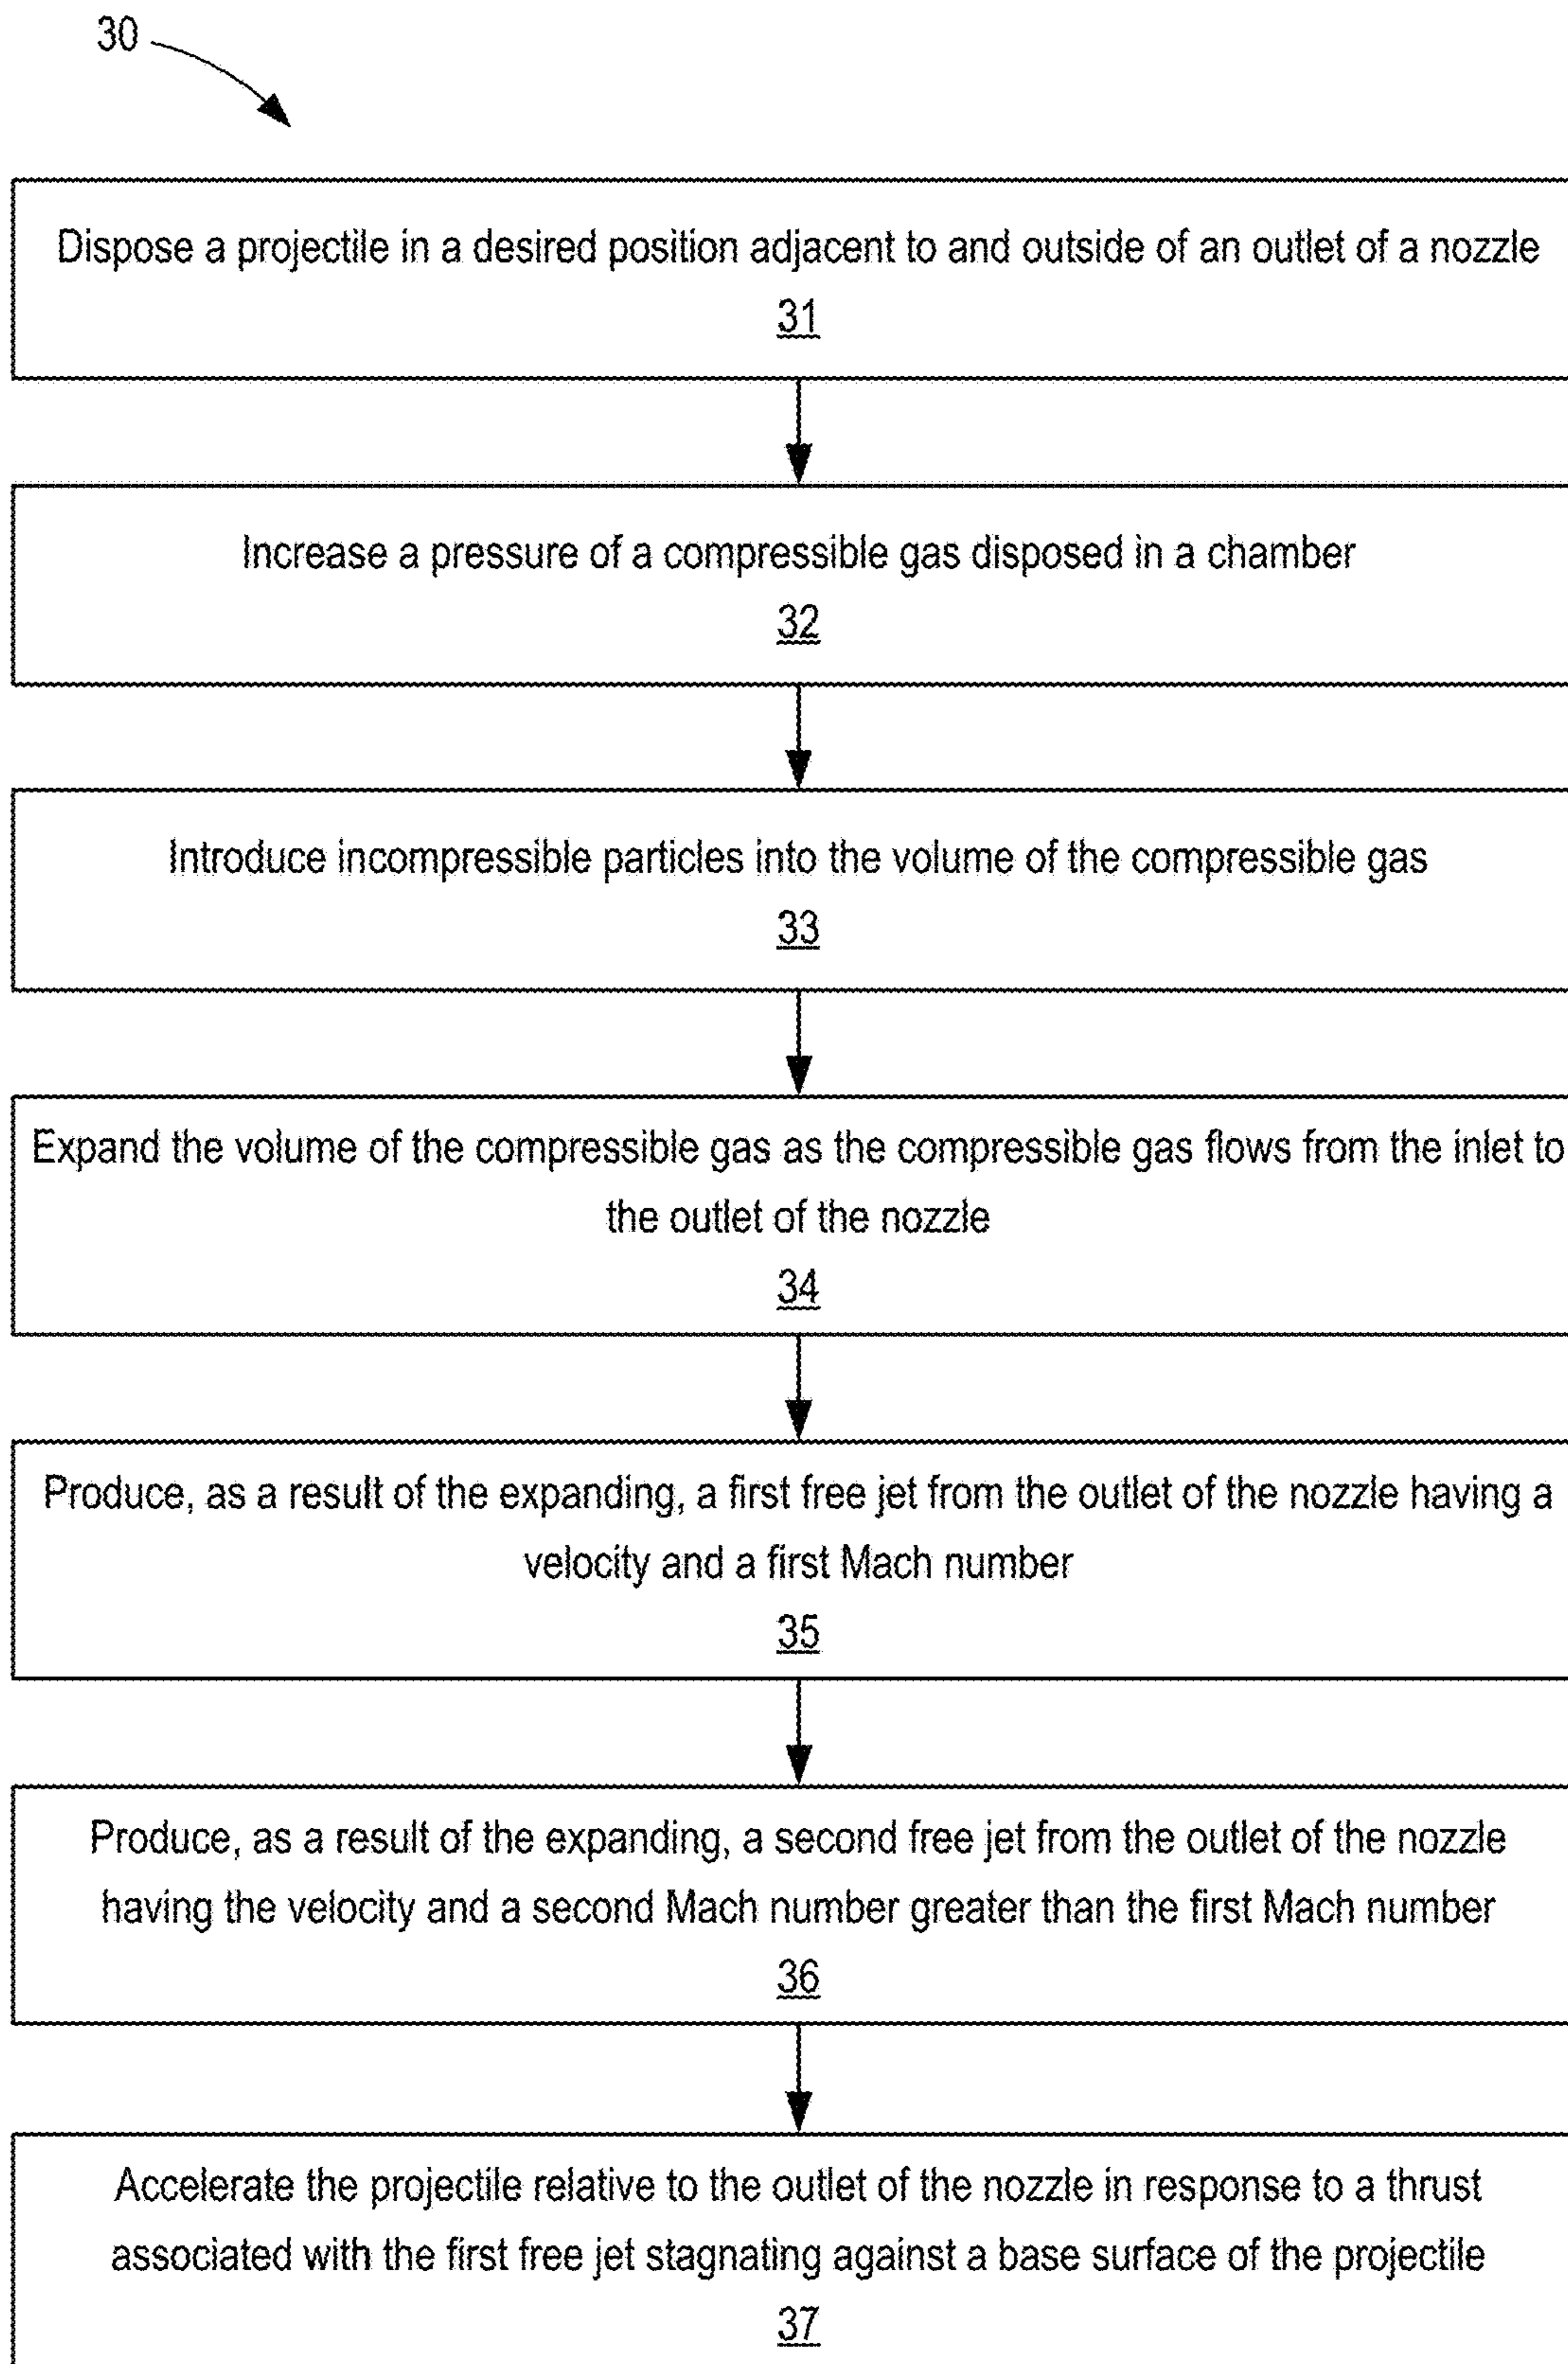 30
Dispose a projectile in a desired position adjacent to and outside of an outlet of a nozzle
31
Increase a pressure of a compressible gas disposed in a chamber
32
Introduce incompressible particles into the volume of the compressible gas
33
Expand the volume of the compressible gas as the compressible gas flows from the inlet to
the outlet of the nozzle
34
Produce, as a result of the expanding, a first free jet from the outlet of the nozzle having a
velocity and a first Mach number
35
Produce, as a result of the expanding, a second free jet from the outlet of the nozzle
having the velocity and a second Mach number greater than the first Mach number
36
Accelerate the projectile relative to the outlet of the nozzle in response to a thrust
associated with the first free jet stagnating against a base surface of the projectile
37